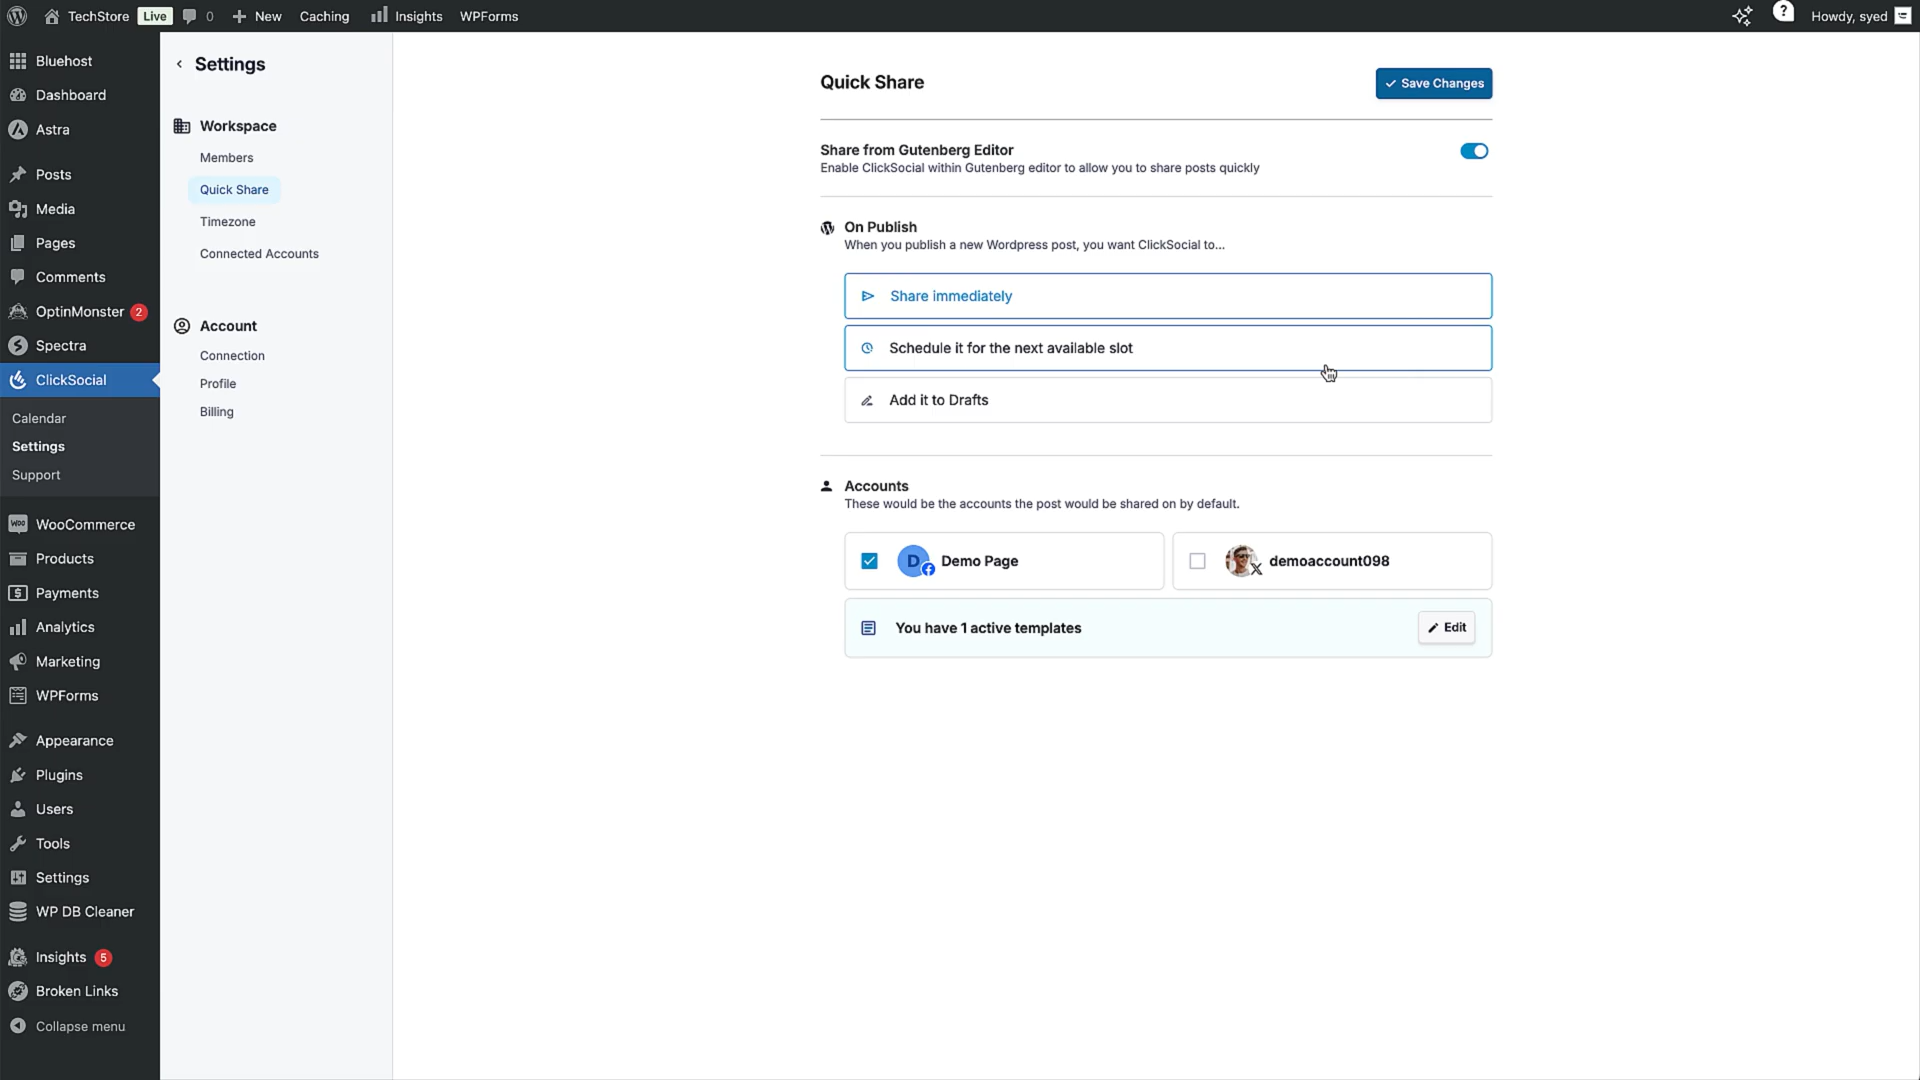 TechStore Live 0 New Caching Insights WPForms
? Howdy, syed
Bluehost
Dashboard
Astra
Posts
Media
Pages
Comments
OptinMonster 2
Spectra
ClickSocial
Calendar
Settings
Support
WooCommerce
Products
Payments
Analytics
Marketing
WPForms
Appearance
Plugins
Users
Tools
Settings
WP DB Cleaner
Insights 5
Broken Links
Collapse menu
Settings
Workspace
Members
Quick Share
Timezone
Connected Accounts
Account
Connection
Profile
Billing
Quick Share
Save Changes
Share from Gutenberg Editor
Enable ClickSocial within Gutenberg editor to allow you to share posts quickly
On Publish
When you publish a new Wordpress post, you want ClickSocial to...
Share immediately
Schedule it for the next available slot
Add it to Drafts
Accounts
These would be the accounts the post would be shared on by default.
D Demo Page
demoaccount098
You have 1 active templates
Edit